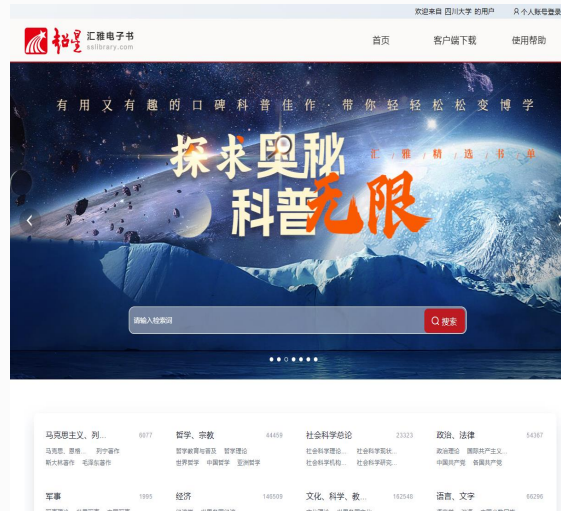 欢迎来自 四川大学 的用户 个人账号登录
超星 汇雅电子书
sslibrary.com
首页 客户端下载 使用帮助
有用又有趣的口碑科普佳作·带你轻轻松松变博学
探求奥秘
汇/雅/精/选/书/单
科普无限
请输入检索词 搜索
马克思主义、列... 6877 哲学、宗教 44459 社会科学总论 23323 政治、法律 54367
马克思、恩格... 列宁著作 哲学教育与普及 哲学理论 社会科学理论... 社会科学现状... 政治理论 国际共产主义...
斯大林著作 毛泽东著作 世界哲学 中国哲学 亚洲哲学 社会科学机构... 社会科学研究... 中国共产党 各国共产党
军事 1995 经济 文化、科学、教... 162548 语言、文字 66296